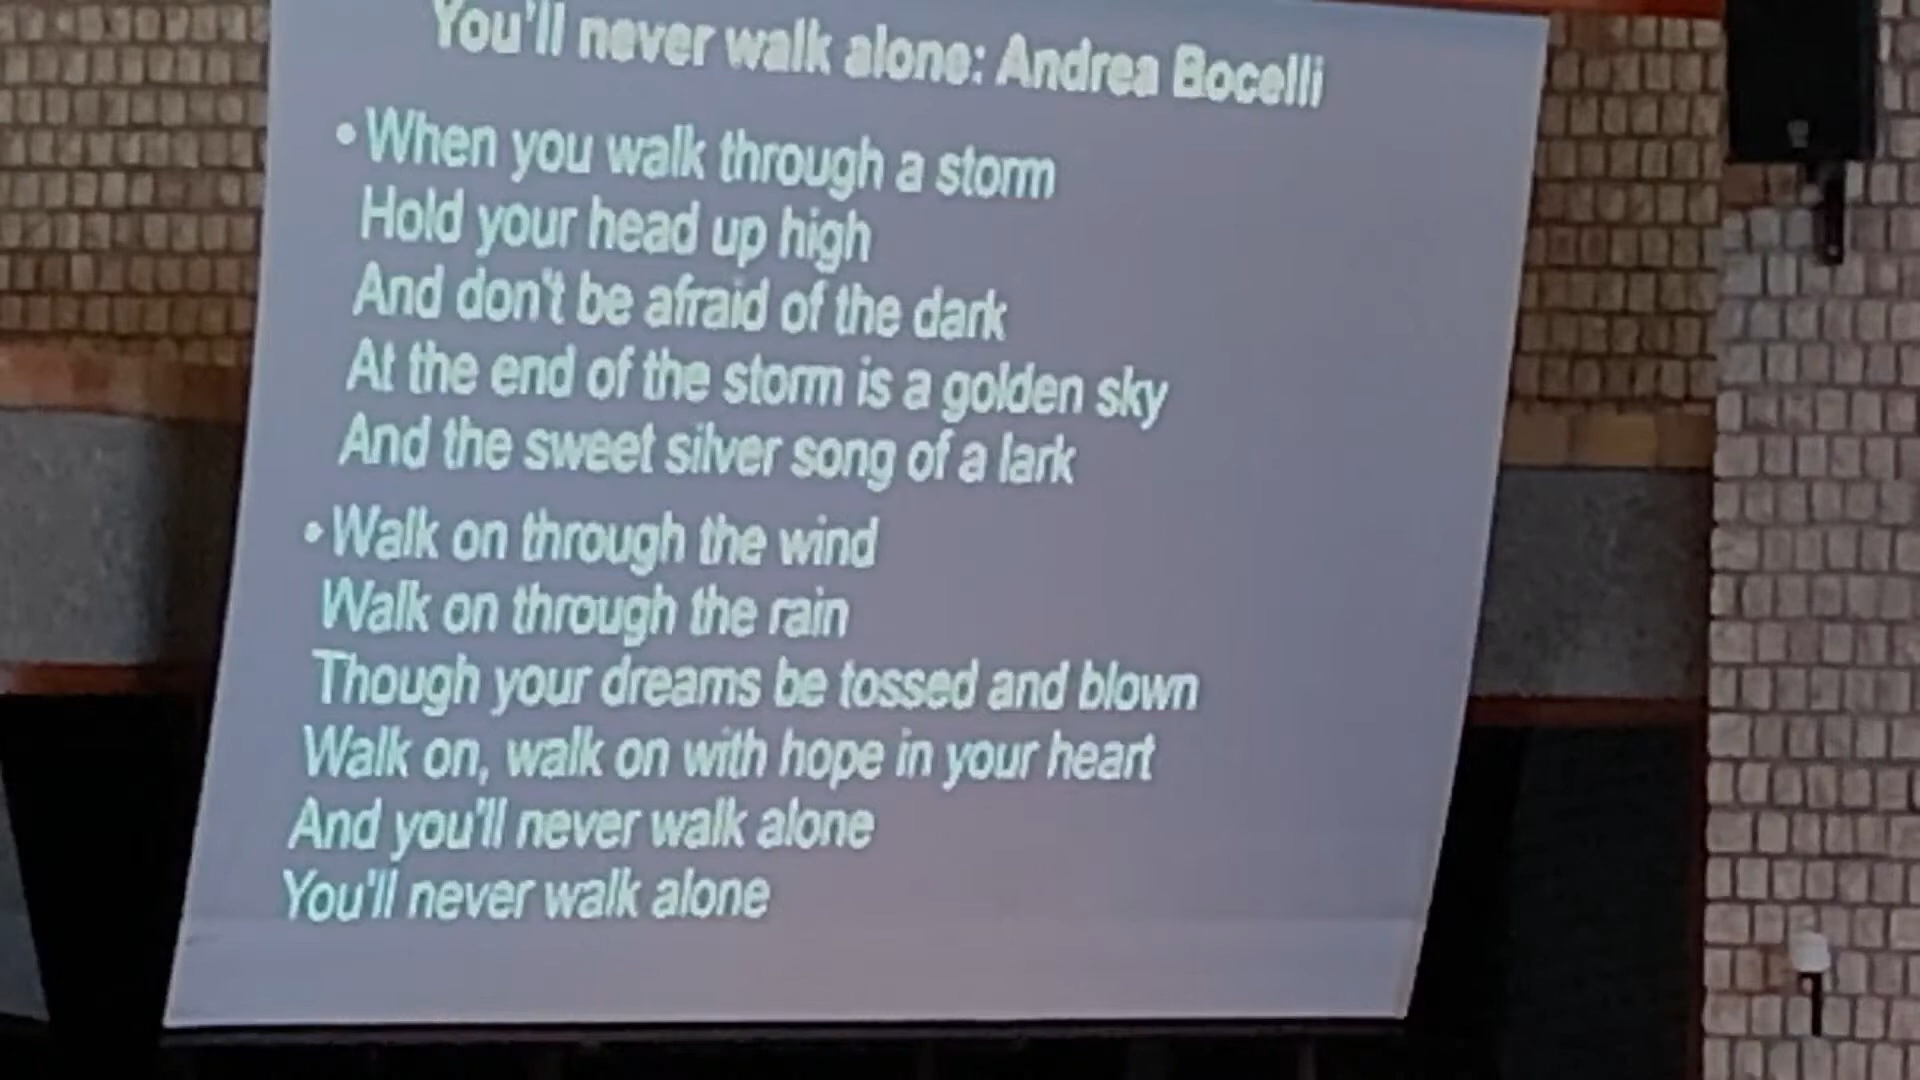 You'll never walk alone: Andrea Bocelli
• When you walk through a storm
Hold your head up high
And don't be afraid of the dark
At the end of the storm is a golden sky
And the sweet silver song of a lark
• Walk on through the wind
Walk on through the rain
Though your dreams be tossed and blown
Walk on, walk on with hope in your heart
And you'll never walk alone
You'll never walk alone